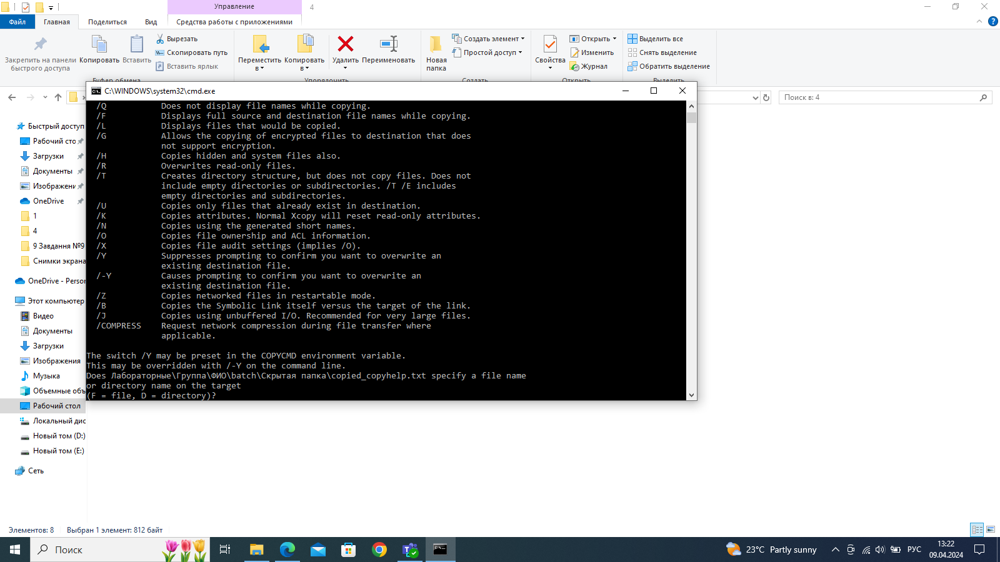 Управление
4
Файл
Главная
Поделиться
Вид
Средства работы с приложениями
Закрепить на панели быстрого доступа
Копировать
Вставить
Вырезать
Скопировать путь
Вставить ярлык
Буфер обмена
Переместить в
Копировать в
Удалить
Переименовать
Упорядочить
Новая папка
Создать элемент
Простой доступ
Создать
Свойства
Открыть
Изменить
Журнал
Открыть
Выделить все
Снять выделение
Обратить выделение
Выделить
Поиск в: 4
C:\WINDOWS\system32\cmd.exe
/Q Does not display file names while copying.
/F Displays full source and destination file names while copying.
/L Displays files that would be copied.
/G Allows the copying of encrypted files to destination that does
not support encryption.
/H Copies hidden and system files also.
/R Overwrites read-only files.
/T Creates directory structure, but does not copy files. Does not
include empty directories or subdirectories. /T /E includes
empty directories and subdirectories.
/U Copies only files that already exist in destination.
/K Copies attributes. Normal Xcopy will reset read-only attributes.
/N Copies using the generated short names.
/O Copies file ownership and ACL information.
/X Copies file audit settings (implies /O).
/Y Suppresses prompting to confirm you want to overwrite an
existing destination file.
/-Y Causes prompting to confirm you want to overwrite an
existing destination file.
/Z Copies networked files in restartable mode.
/B Copies the Symbolic Link itself versus the target of the link.
/J Copies using unbuffered I/O. Recommended for very large files.
/COMPRESS Request network compression during file transfer where
applicable.
The switch /Y may be preset in the COPYCMD environment variable.
This may be overridden with /-Y on the command line.
Does Лабораторные\Группа\ФИО\batch\Скрытая папка\copied_copyhelp.txt specify a file name
or directory name on the target
(F = file, D = directory)?
Быстрый доступ
Рабочий сто
Загрузки
Документы
Изображени
OneDrive
1
4
9 Завдання №9
Снимки экрана
OneDrive - Person
Этот компьютер
Видео
Документы
Загрузки
Изображения
Музыка
Объемные объ
Рабочий стол
Локальный дис
Новый том (D:)
Новый том (E:)
Сеть
Элементов: 8
Выбран 1 элемент: 812 байт
Поиск
23°C Partly sunny
РУС
13:22
09.04.2024